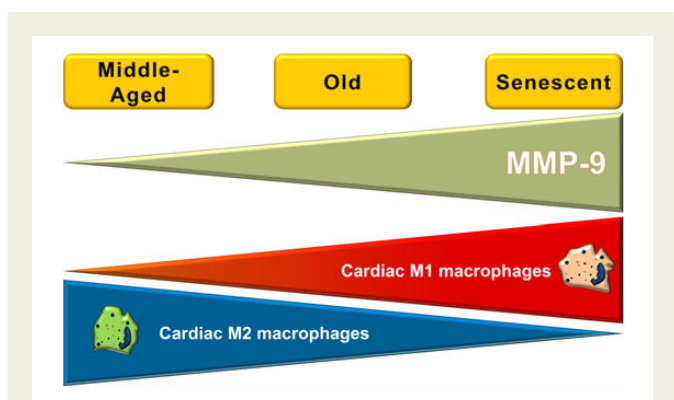 Middle-
Aged
Old
Senescent
MMP-9
Cardiac M1 macrophages
Cardiac M2 macrophages